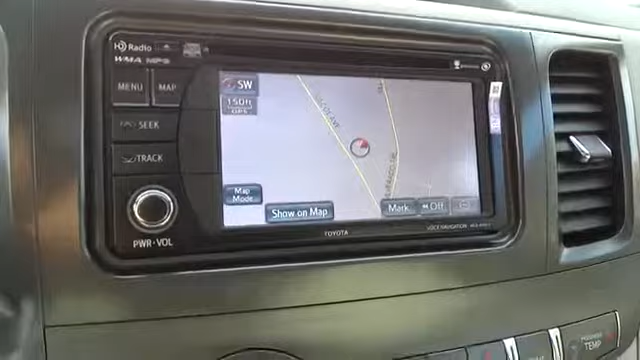 HD Radio
WMA MP3
MENU
MAP
SEEK
TRACK
PWR•VOL
SW
150ft
GPS
Map
Mode
Show on Map
Mark
Off
TOYOTA
VOICE NAVIGATION
PASSENGER
TEMP